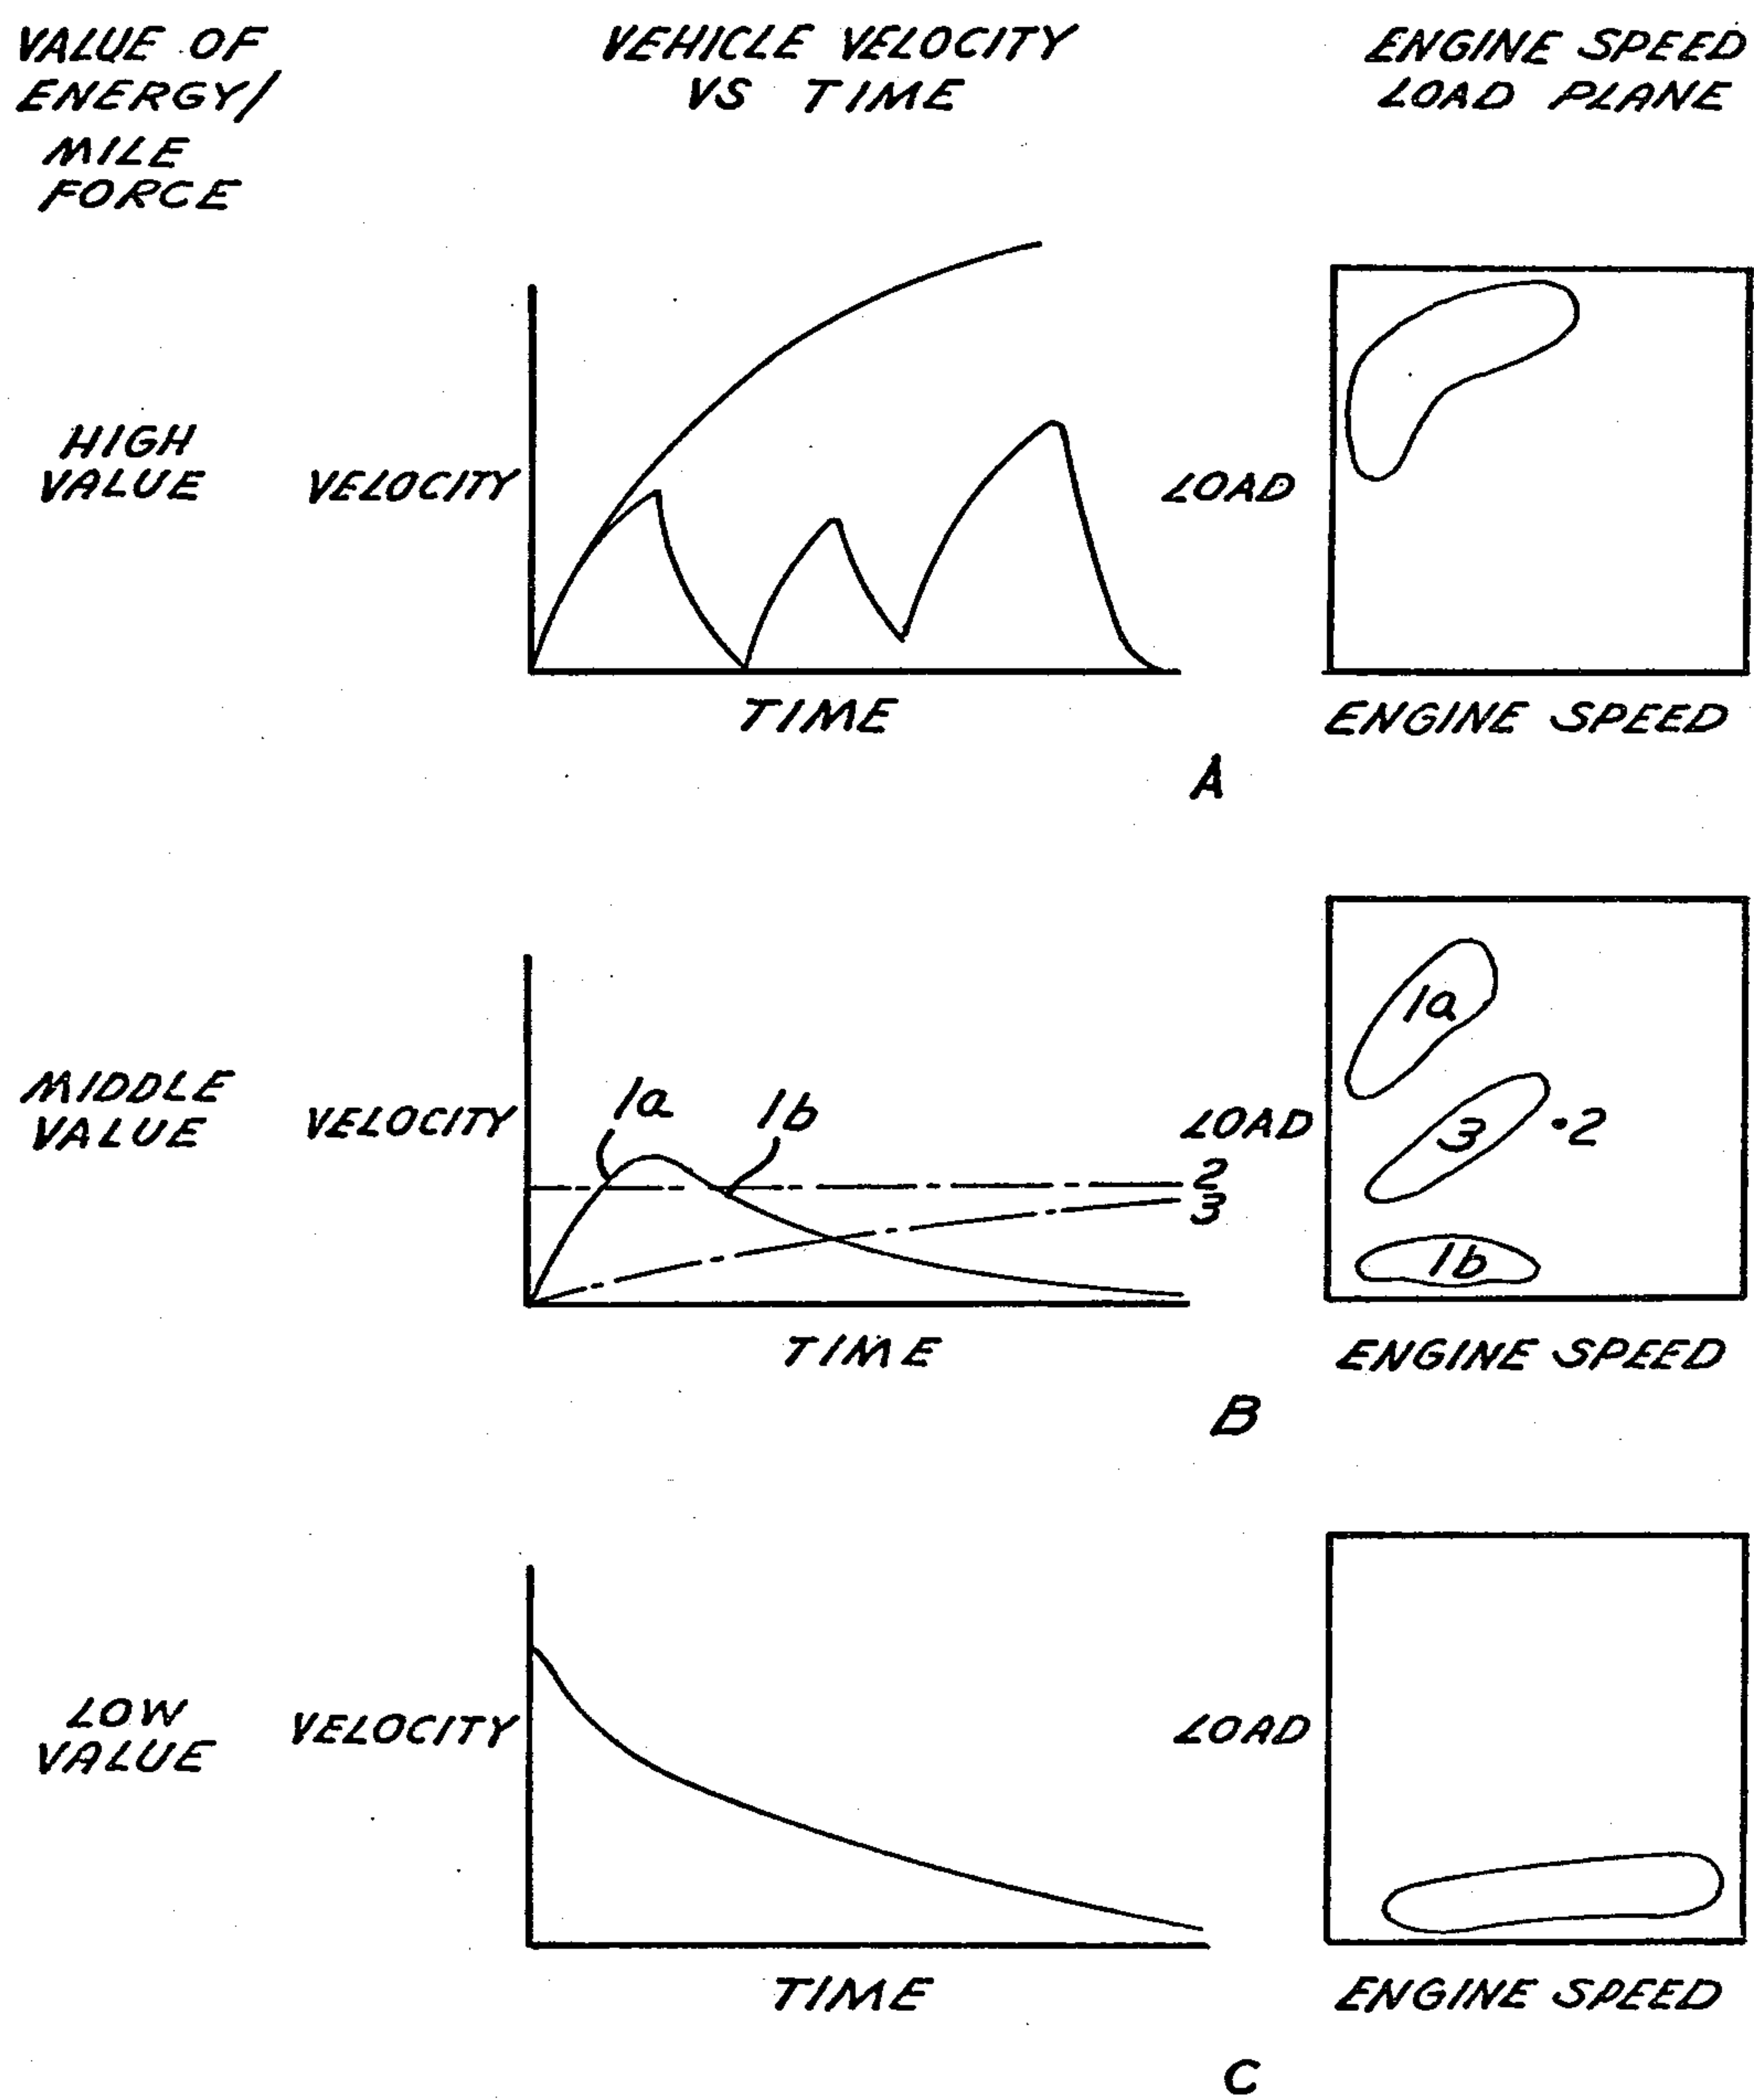 VALUE OF
ENERGY/
MILE
FORCE
VEHICLE VELOCITY
VS TIME
ENGINE SPEED
LOAD PLANE
HIGH
VALUE
VELOCITY
TIME
LOAD
ENGINE SPEED
A
MIDDLE
VALUE
VELOCITY
1a
1b
2
3
TIME
LOAD
1a
3
•2
1b
ENGINE SPEED
B
LOW
VALUE
VELOCITY
TIME
LOAD
ENGINE SPEED
C